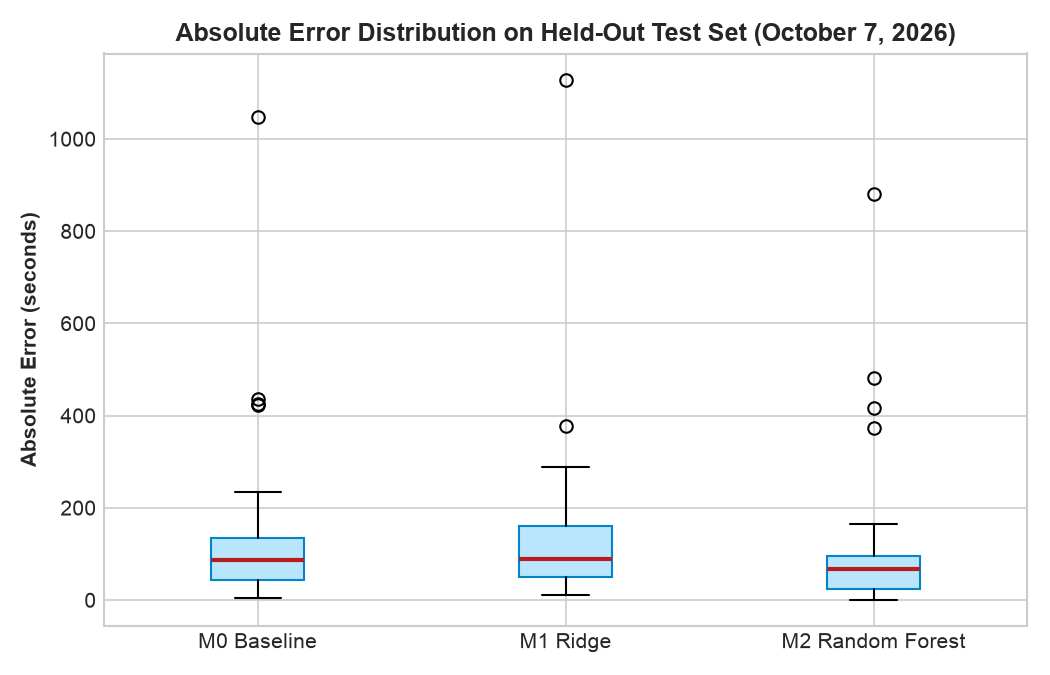 Absolute Error Distribution on Held-Out Test Set (October 7, 2026)
Absolute Error (seconds)
1000
800
600
400
200
0
M0 Baseline
M1 Ridge
M2 Random Forest